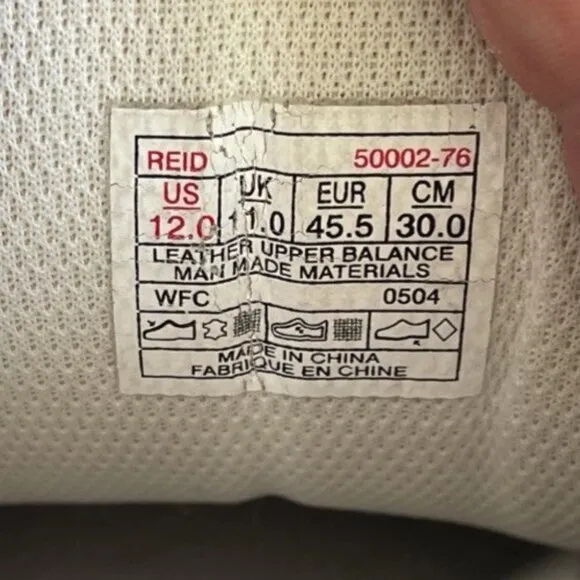 REID 50002-76
US UK EUR CM
12.0 11.0 45.5 30.0
LEATHER UPPER BALANCE
MAN MADE MATERIALS
WFC 0504
MADE IN CHINA
FABRIQUE EN CHINE